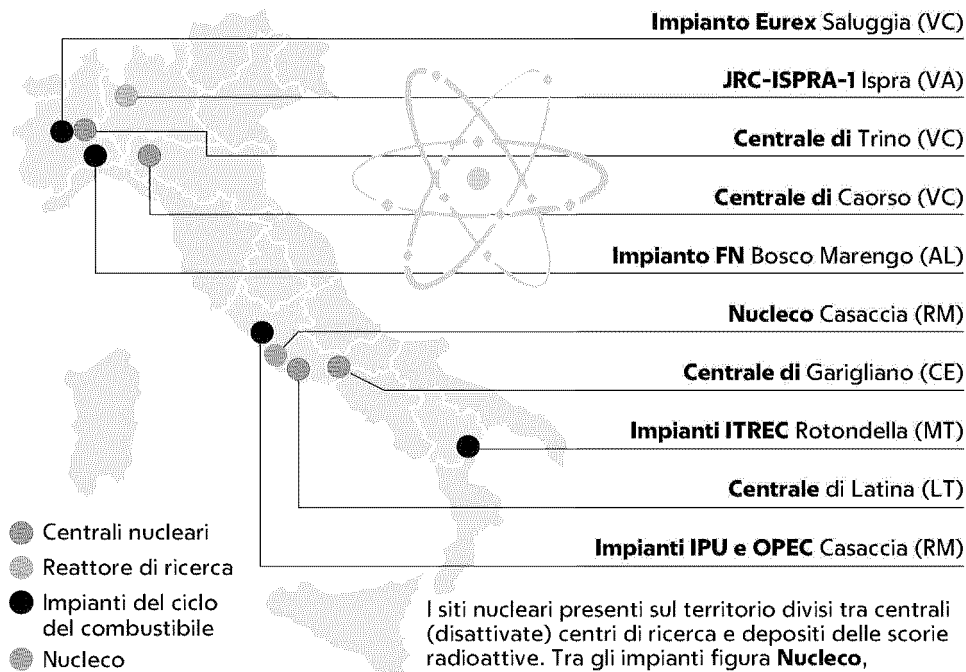 Impianto Eurex Saluggia (VC)
JRC-ISPRA-1 Ispra (VA)
Centrale di Trino (VC)
Centrale di Caorso (VC)
Impianto FN Bosco Marengo (AL)
Nucleco Casaccia (RM)
Centrale di Garigliano (CE)
Impianti ITREC Rotondella (MT)
Centrale di Latina (LT)
Impianti IPU e OPEC Casaccia (RM)
Centrali nucleari
Reattore di ricerca
Impianti del ciclo
del combustibile
Nucleco
I siti nucleari presenti sul territorio divisi tra centrali
(disattivate) centri di ricerca e depositi delle scorie
radioattive. Tra gli impianti figura Nucleco,